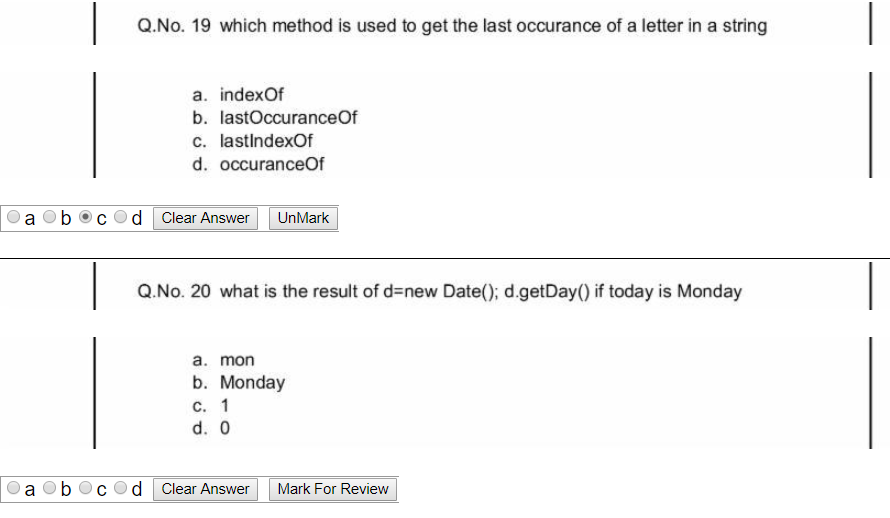 Q.No. 19 which method is used to get the last occurance of a letter in a string
a. indexOf
b. lastOccuranceOf
c. lastIndexOf
d. occuranceOf
a b c d Clear Answer UnMark
Q.No. 20 what is the result of d=new Date(); d.getDay() if today is Monday
a. mon
b. Monday
c. 1
d. 0
a b c d Clear Answer Mark For Review